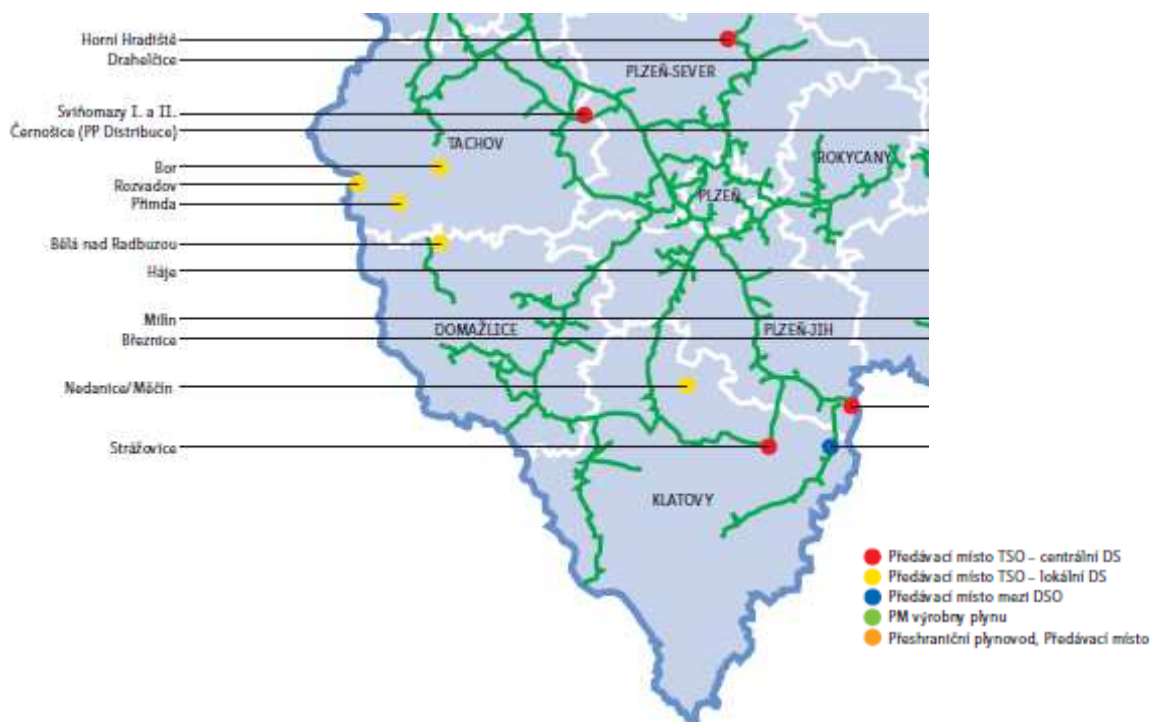 Horní Hradiště
Drahelčice
Sviňomazy I. a II.
Černošice (PP Distribuce)
Bor
Rozvadov
Přimda
Bělá nad Radbuzou
Háje
Milín
Březnice
Nedanice/Měčín
Strážovice
PLZEŇ-SEVER
TACHOV
ROKYCANY
PLZEŇ
DOMAŽLICE
PLZEŇ-JIH
KLATOVY
Předávací místo TSO – centrální DS
Předávací místo TSO – lokální DS
Předávací místo mezi DSO
PM výrobny plynu
Přeshraniční plynovod, Předávací místo